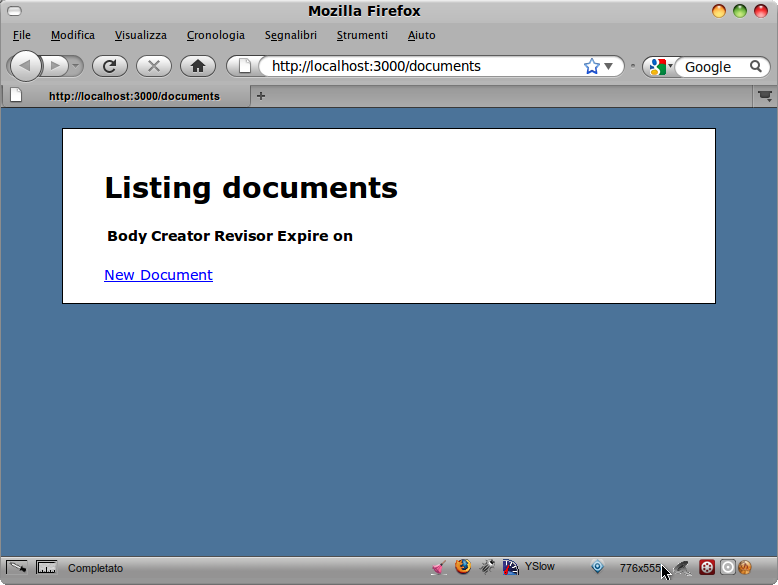 Mozilla Firefox
File Modifica Visualizza Cronologia Segnalibri Strumenti Aiuto
http://localhost:3000/documents
Google
http://localhost:3000/documents
Listing documents
Body Creator Revisor Expire on
New Document
Completato YSlow 776x555